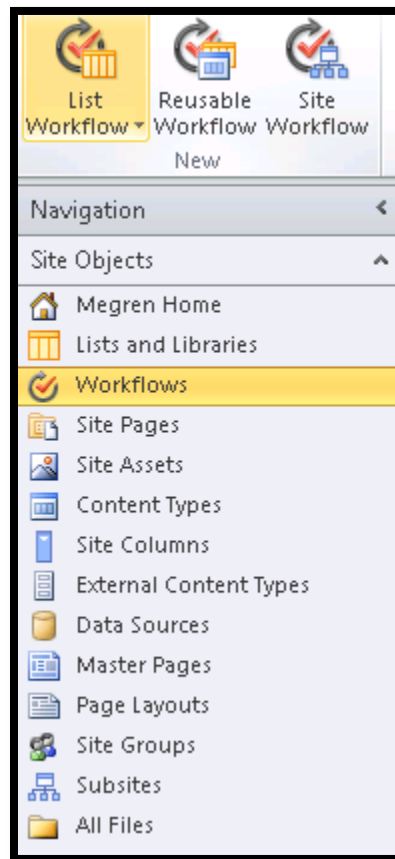 List Workflow
Reusable Workflow
Site Workflow
New
Navigation
Site Objects
Megren Home
Lists and Libraries
Workflows
Site Pages
Site Assets
Content Types
Site Columns
External Content Types
Data Sources
Master Pages
Page Layouts
Site Groups
Subsites
All Files